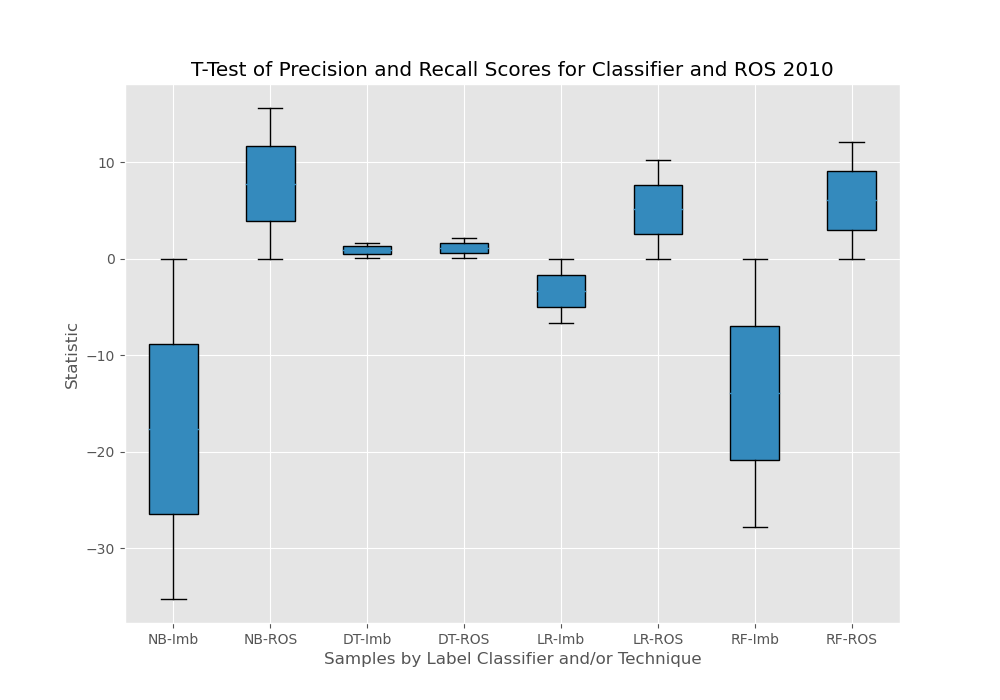 T-Test of Precision and Recall Scores for Classifier and ROS 2010
Statistic
10
0
−10
−20
−30
NB-Imb NB-ROS DT-Imb DT-ROS LR-Imb LR-ROS RF-Imb RF-ROS
Samples by Label Classifier and/or Technique